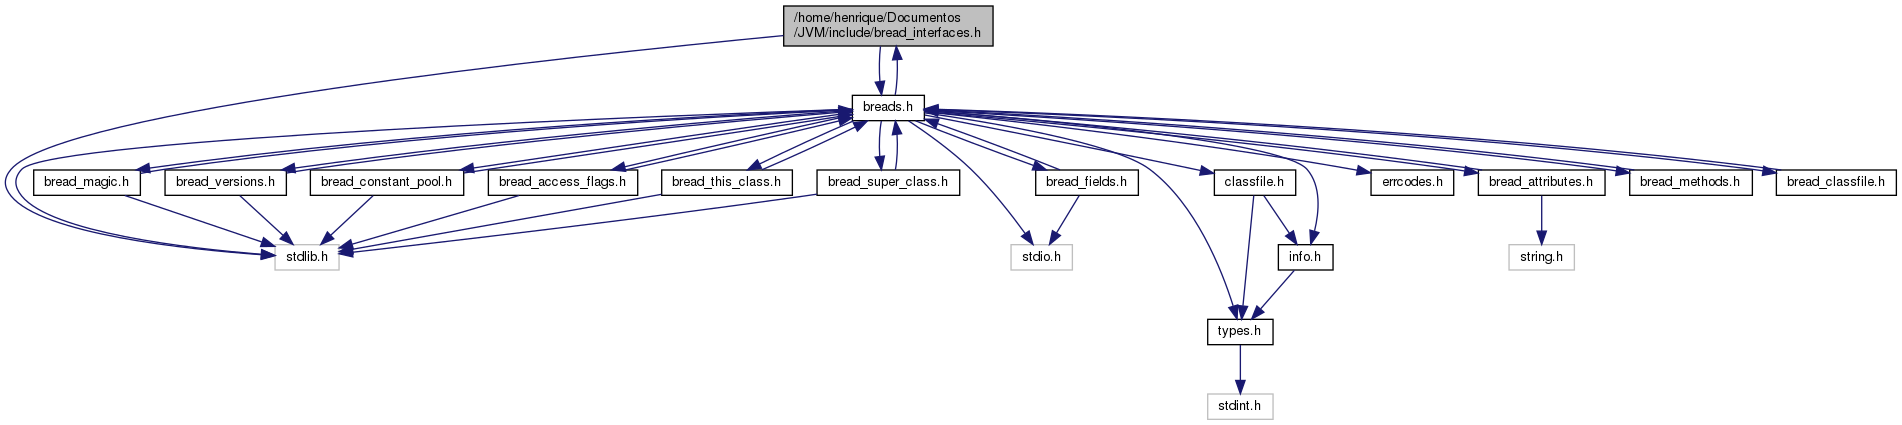 /home/henrique/Documentos
/JVM/include/bread_interfaces.h
breads.h
bread_magic.h
bread_versions.h
bread_constant_pool.h
bread_access_flags.h
bread_this_class.h
bread_super_class.h
bread_fields.h
classfile.h
errcodes.h
bread_attributes.h
bread_methods.h
bread_classfile.h
stdlib.h
stdio.h
info.h
string.h
types.h
stdint.h